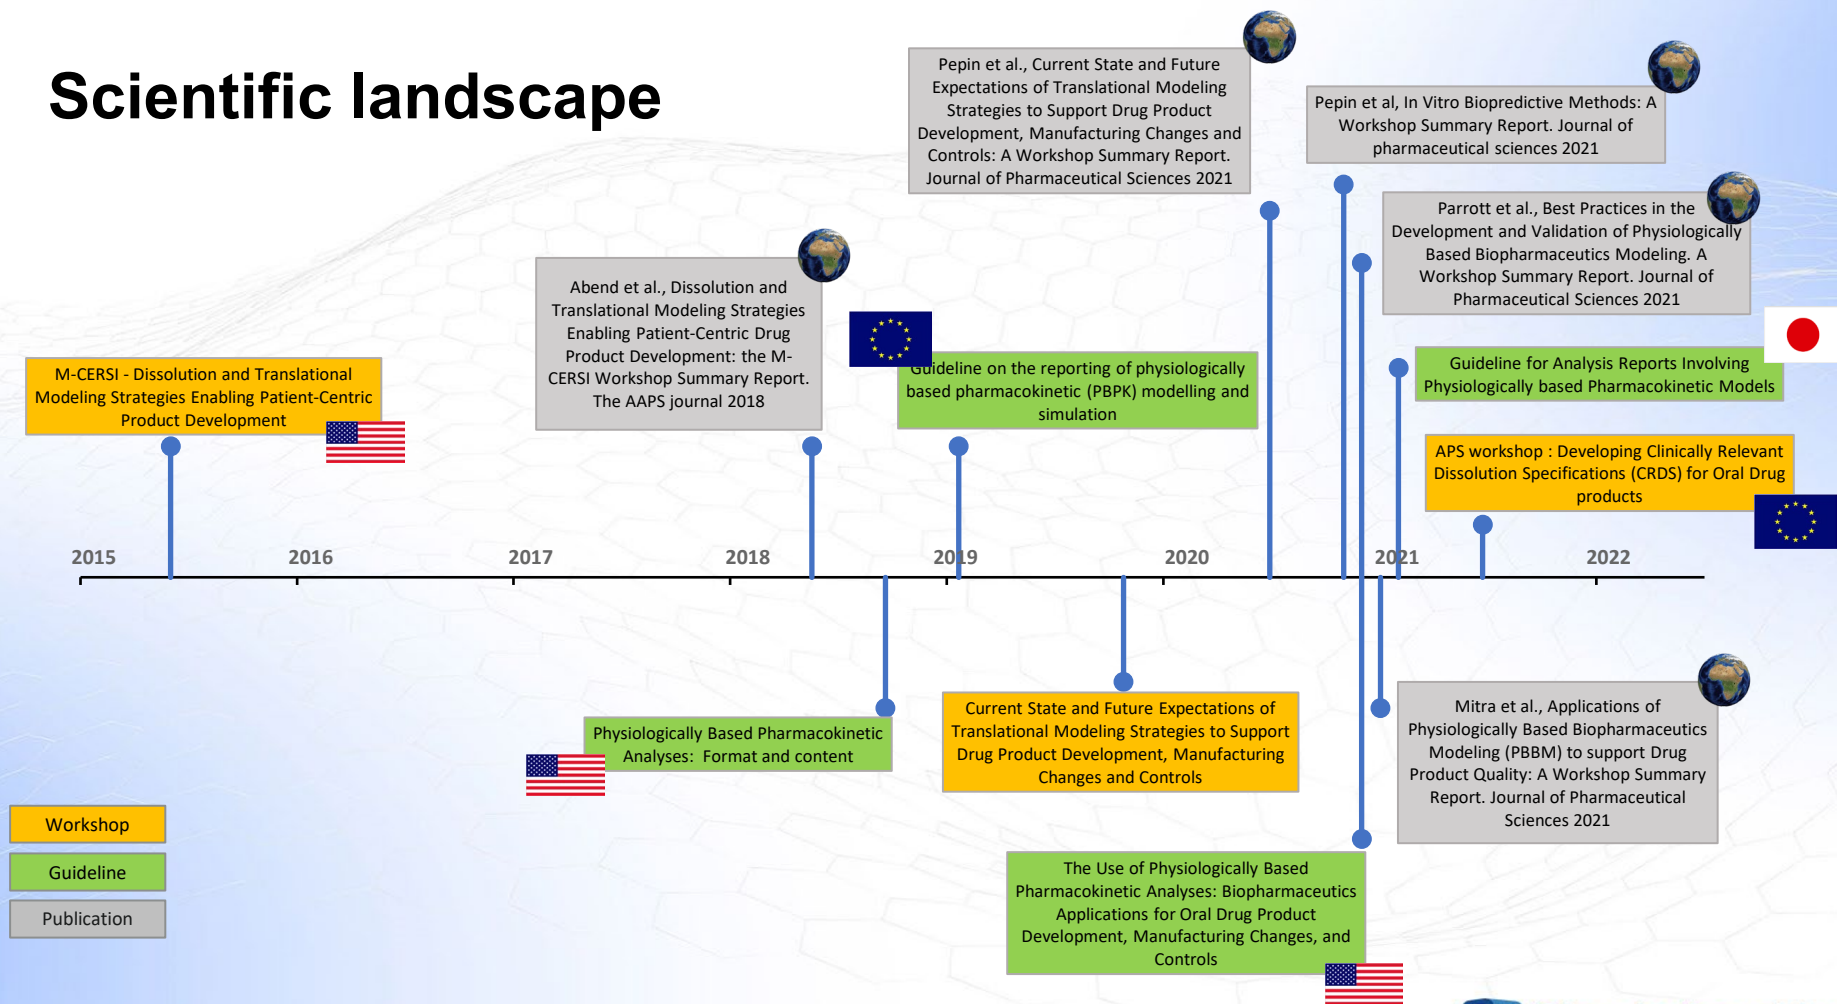 Scientific landscape
Pepin et al., Current State and Future
Expectations of Translational Modeling
Strategies to Support Drug Product
Development, Manufacturing Changes and
Controls: A Workshop Summary Report.
Journal of Pharmaceutical Sciences 2021
Pepin et al, In Vitro Biopredictive Methods: A
Workshop Summary Report. Journal of
pharmaceutical sciences 2021
Parrott et al., Best Practices in the
Development and Validation of Physiologically
Based Biopharmaceutics Modeling. A
Workshop Summary Report. Journal of
Pharmaceutical Sciences 2021
Abend et al., Dissolution and
Translational Modeling Strategies
Enabling Patient-Centric Drug
Product Development: the M-
CERSI Workshop Summary Report.
The AAPS journal 2018
M-CERSI - Dissolution and Translational
Modeling Strategies Enabling Patient-Centric
Product Development
Guideline on the reporting of physiologically
based pharmacokinetic (PBPK) modelling and
simulation
Guideline for Analysis Reports Involving
Physiologically based Pharmacokinetic Models
APS workshop : Developing Clinically Relevant
Dissolution Specifications (CRDS) for Oral Drug
products
2015 2016 2017 2018 2019 2020 2021 2022
Physiologically Based Pharmacokinetic
Analyses: Format and content
Current State and Future Expectations of
Translational Modeling Strategies to Support
Drug Product Development, Manufacturing
Changes and Controls
Mitra et al., Applications of
Physiologically Based Biopharmaceutics
Modeling (PBBM) to support Drug
Product Quality: A Workshop Summary
Report. Journal of Pharmaceutical
Sciences 2021
The Use of Physiologically Based
Pharmacokinetic Analyses: Biopharmaceutics
Applications for Oral Drug Product
Development, Manufacturing Changes, and
Controls
Workshop
Guideline
Publication